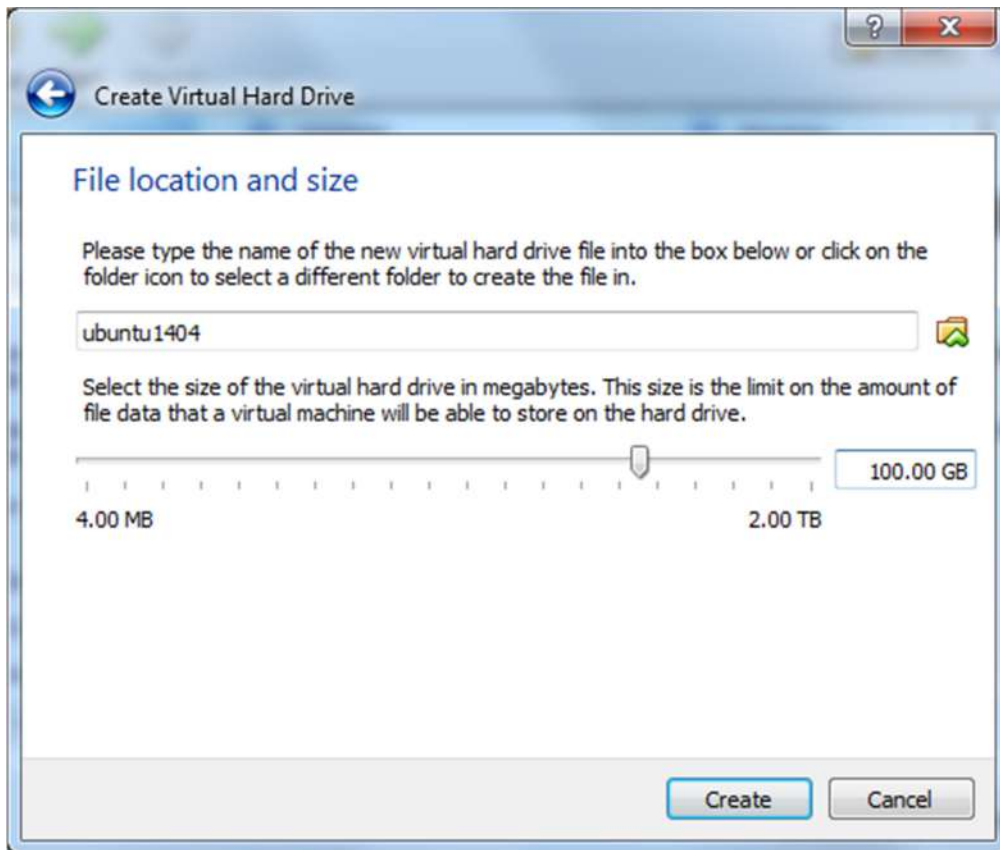 Create Virtual Hard Drive
File location and size
Please type the name of the new virtual hard drive file into the box below or click on the
folder icon to select a different folder to create the file in.
ubuntu1404
Select the size of the virtual hard drive in megabytes. This size is the limit on the amount of
file data that a virtual machine will be able to store on the hard drive.
100.00 GB
4.00 MB 2.00 TB
Create Cancel